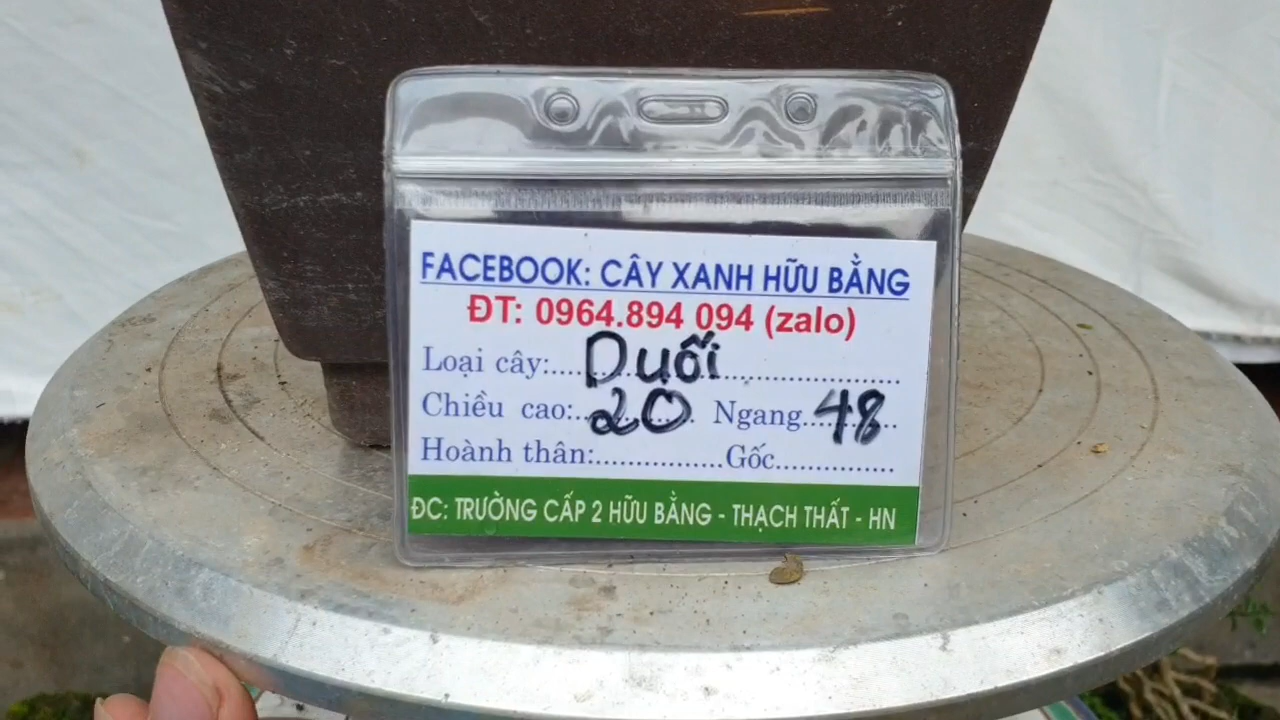 FACEBOOK: CÂY XANH HỮU BẰNG
ĐT: 0964.894 094 (zalo)
Loại cây:....Duối....................
Chiều cao:..20.......... Ngang..48..
Hoành thân:................Gốc...............
ĐC: TRƯỜNG CẤP 2 HỮU BẰNG - THẠCH THẤT - HN